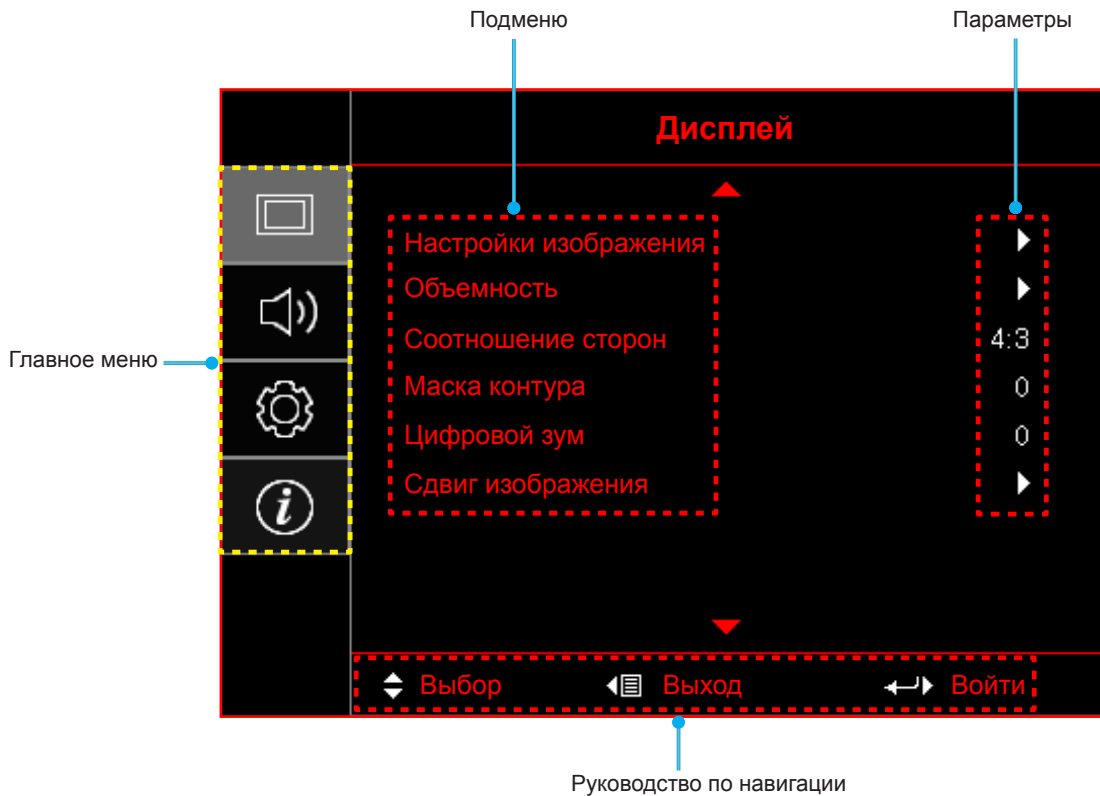 Подменю
Параметры
Дисплей
Настройки изображения
Объемность
Соотношение сторон 4:3
Маска контура 0
Цифровой зум 0
Сдвиг изображения
Главное меню
Выбор Выход Войти
Руководство по навигации